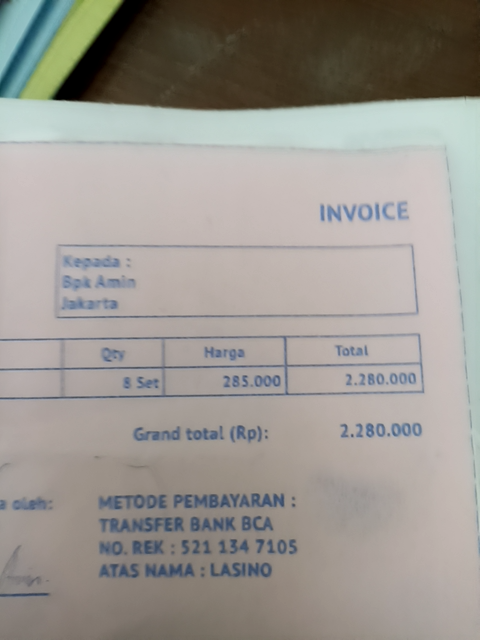 INVOICE
Kepada :
Bpk Amin
Jakarta
Qty Harga Total
8 Set 285.000 2.280.000
Grand total (Rp): 2.280.000
a oleh:
METODE PEMBAYARAN :
TRANSFER BANK BCA
NO. REK : 521 134 7105
ATAS NAMA : LASINO